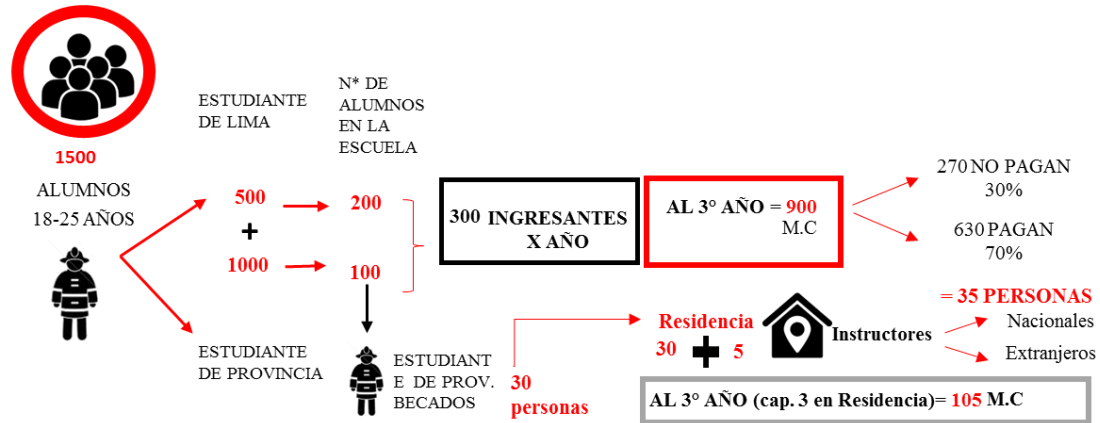 1500
ALUMNOS
18-25 AÑOS
ESTUDIANTE
DE LIMA
500
+
1000
ESTUDIANTE
DE PROVINCIA
N* DE
ALUMNOS
EN LA
ESCUELA
200
100
ESTUDIANT
E DE PROV.
BECADOS
30
personas
300 INGRESANTES
X AÑO
AL 3° AÑO = 900
M.C
270 NO PAGAN
30%
630 PAGAN
70%
= 35 PERSONAS
Residencia
30 + 5
Instructores
Nacionales
Extranjeros
AL 3° AÑO (cap. 3 en Residencia)= 105 M.C